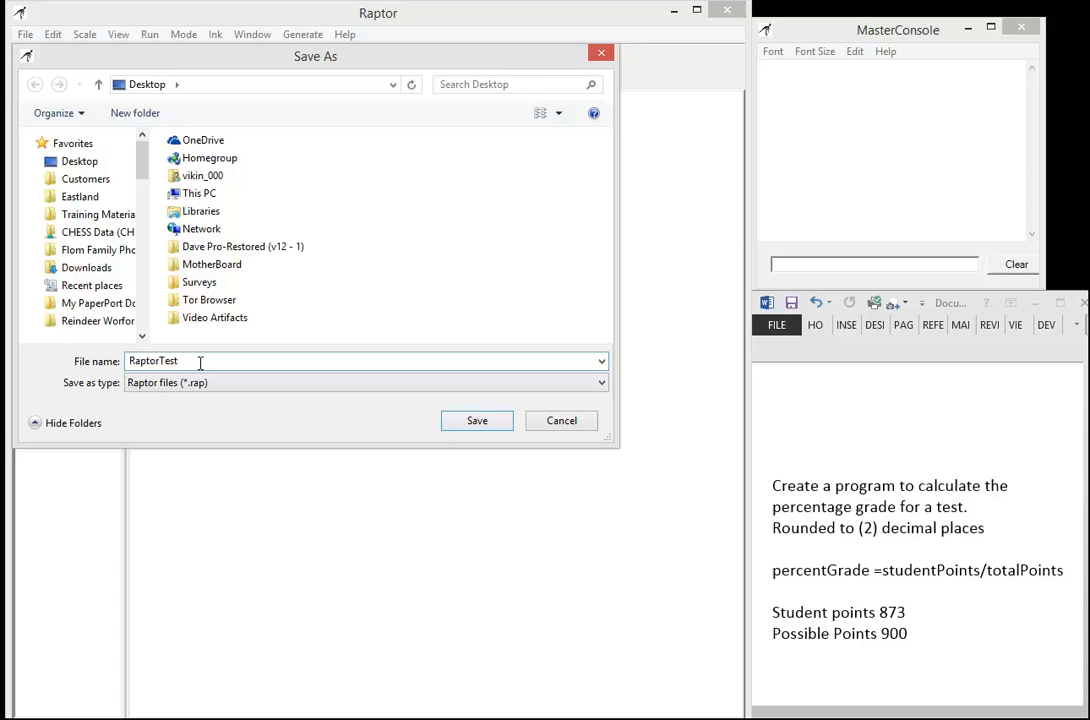 Raptor
File Edit Scale View Run Mode Ink Window Generate Help
Save As
Desktop
Search Desktop
Organize New folder
Favorites
Desktop
Customers
Eastland
Training Materia
CHESS Data (CH
Flom Family Pho
Downloads
Recent places
My PaperPort Do
Reindeer Worfor
OneDrive
Homegroup
vikin_000
This PC
Libraries
Network
Dave Pro-Restored (v12 - 1)
MotherBoard
Surveys
Tor Browser
Video Artifacts
File name: RaptorTest
Save as type: Raptor files (*.rap)
Hide Folders
Save Cancel
MasterConsole
Font Font Size Edit Help
Clear
Docu...
FILE HO INSE DESI PAG REFE MAI REVI VIE DEV
Create a program to calculate the
percentage grade for a test.
Rounded to (2) decimal places
percentGrade =studentPoints/totalPoints
Student points 873
Possible Points 900